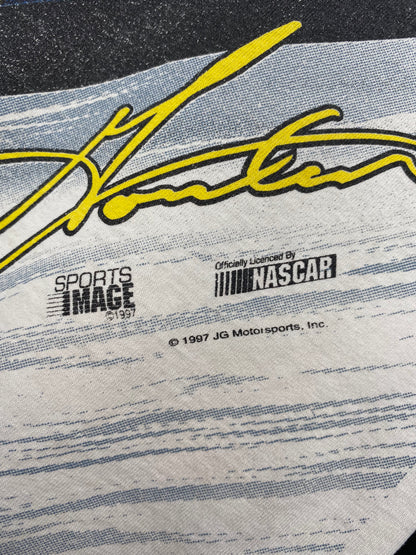 SPORTS
IMAGE
©1997
Officially Licenced By
NASCAR
© 1997 JG Motorsports, Inc.